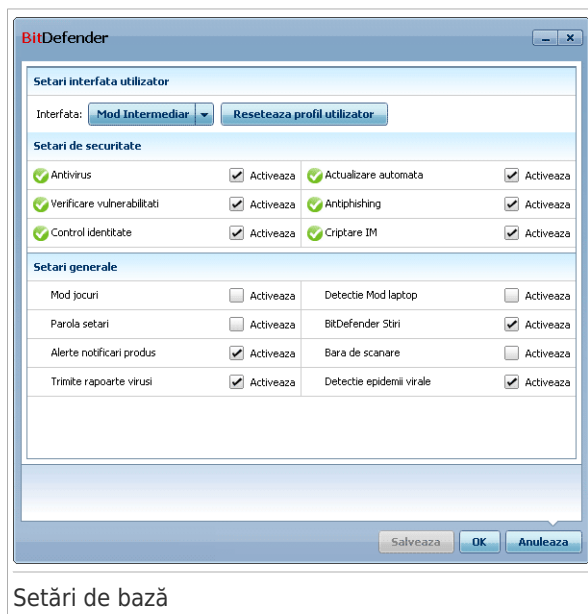 BitDefender
Setari interfata utilizator
Interfata: Mod Intermediar Reseteaza profil utilizator
Setari de securitate
Antivirus Activeaza Actualizare automata Activeaza
Verificare vulnerabilitati Activeaza Antiphishing Activeaza
Control identitate Activeaza Criptare IM Activeaza
Setari generale
Mod jocuri Activeaza Detectie Mod laptop Activeaza
Parola setari Activeaza BitDefender Stiri Activeaza
Alerte notificari produs Activeaza Bara de scanare Activeaza
Trimite rapoarte virusi Activeaza Detectie epidemii virale Activeaza
Salveaza OK Anuleaza
Setări de bază